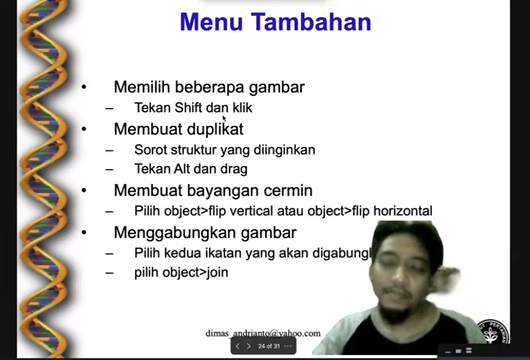 Menu Tambahan
• Memilih beberapa gambar
– Tekan Shift dan klik
• Membuat duplikat
– Sorot struktur yang diinginkan
– Tekan Alt dan drag
• Membuat bayangan cermin
– Pilih object>flip vertical atau object>flip horizontal
• Menggabungkan gambar
– Pilih kedua ikatan yang akan
– pilih object>join
dimas_andrianto@yahoo.com
24 of 31